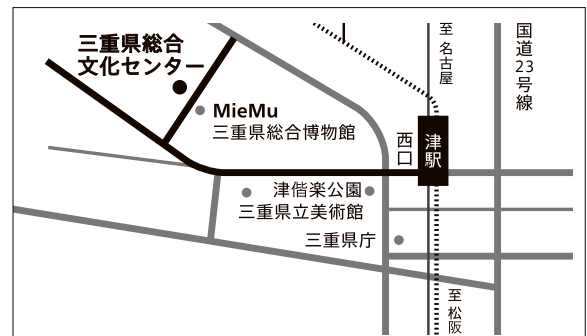 三重県総合
文化センター
MieMu
三重県総合博物館
至 名古屋
国道23号線
西口
津駅
津偕楽公園
三重県立美術館
三重県庁
至 松阪